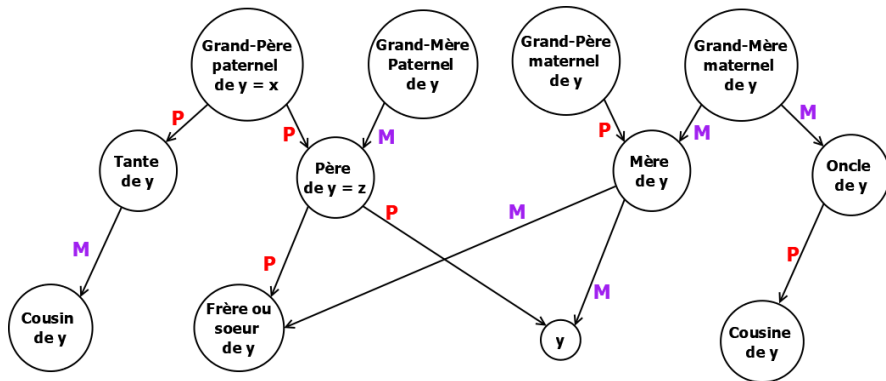 Grand-Père
paternel
de y = x
Grand-Mère
Paternel
de y
Grand-Père
maternel
de y
Grand-Mère
maternel
de y
P
P
M
P
M
M
Tante
de y
Père
de y = z
Mère
de y
Oncle
de y
M
P
P
M
M
P
Cousin
de y
Frère ou
soeur
de y
y
Cousine
de y